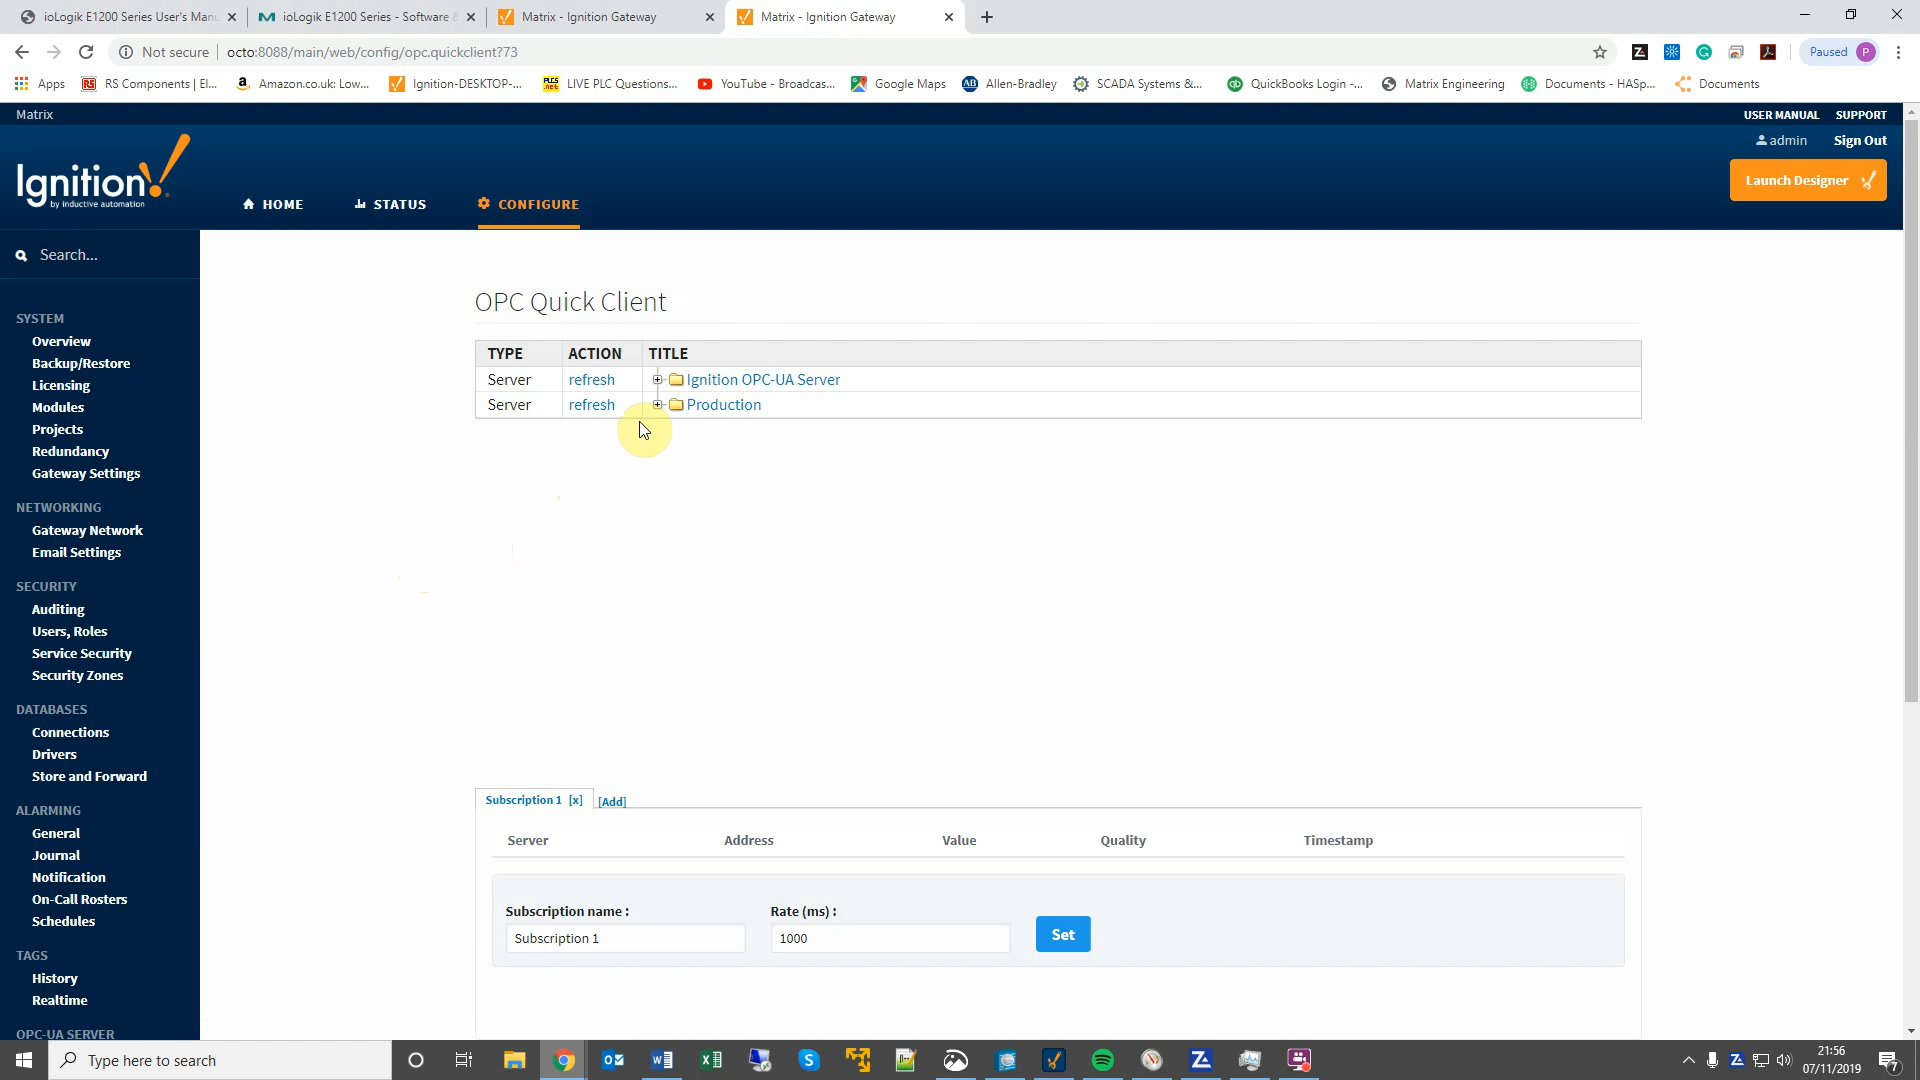 ioLogik E1200 Series User's Manu
ioLogik E1200 Series - Software &
Matrix - Ignition Gateway
Matrix - Ignition Gateway
Not secure
octo:8088/main/web/config/opc.quickclient?73
Paused
P
Apps
RS Components | El...
Amazon.co.uk: Low...
Ignition-DESKTOP-...
LIVE PLC Questions...
YouTube - Broadcas...
Google Maps
Allen-Bradley
SCADA Systems &...
QuickBooks Login -...
Matrix Engineering
Documents - HASp...
Documents
Matrix
USER MANUAL
SUPPORT
admin
Sign Out
Ignition!
by inductive automation
HOME
STATUS
CONFIGURE
Launch Designer
Search...
SYSTEM
Overview
Backup/Restore
Licensing
Modules
Projects
Redundancy
Gateway Settings
NETWORKING
Gateway Network
Email Settings
SECURITY
Auditing
Users, Roles
Service Security
Security Zones
DATABASES
Connections
Drivers
Store and Forward
ALARMING
General
Journal
Notification
On-Call Rosters
Schedules
TAGS
History
Realtime
OPC-UA SERVER
OPC Quick Client
TYPE ACTION TITLE
Server refresh Ignition OPC-UA Server
Server refresh Production
Subscription 1 [x] [Add]
Server Address Value Quality Timestamp
Subscription name :
Rate (ms) :
Subscription 1
1000
Set
Type here to search
21:56
07/11/2019
7